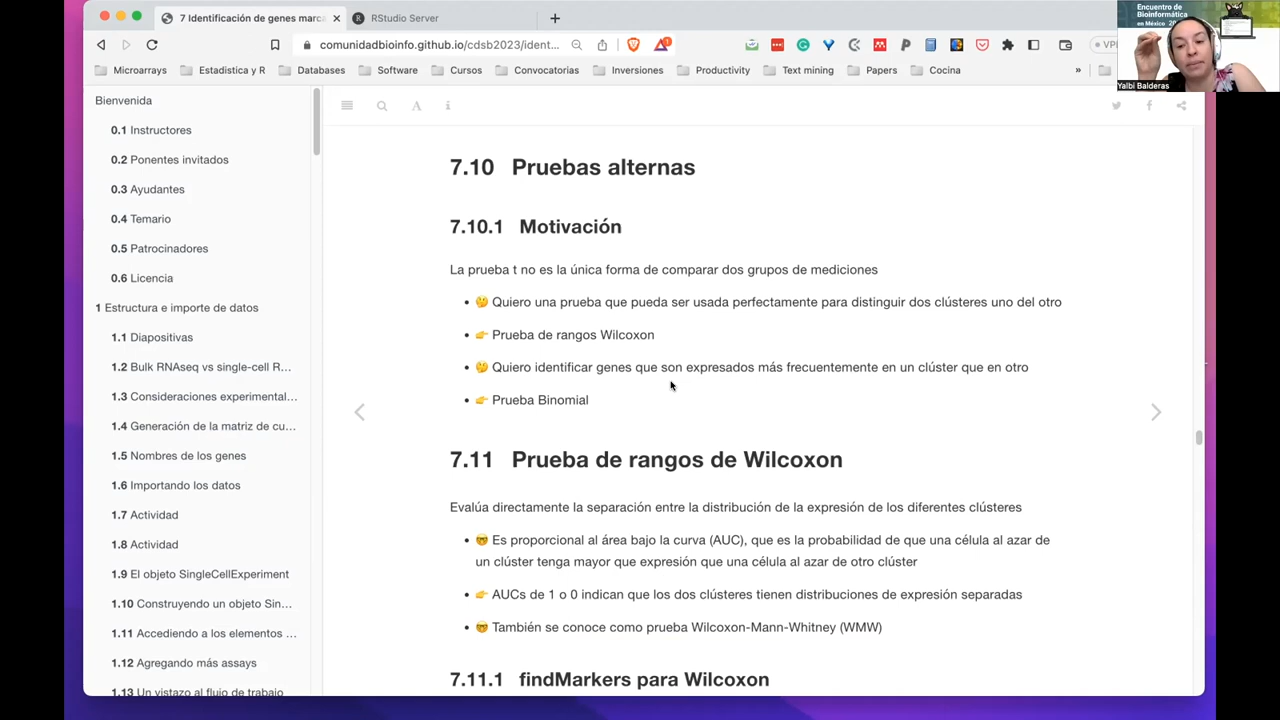 7 Identificación de genes marca
RStudio Server
comunidadbioinfo.github.io/cdsb2023/ident...
VPN
Encuentro de
Bioinformática
en México
Yalbi Balderas
Microarrays
Estadistica y R
Databases
Software
Cursos
Convocatorias
Inversiones
Productivity
Text mining
Papers
Cocina
»
Bienvenida
0.1 Instructores
0.2 Ponentes invitados
0.3 Ayudantes
0.4 Temario
0.5 Patrocinadores
0.6 Licencia
1 Estructura e importe de datos
1.1 Diapositivas
1.2 Bulk RNAseq vs single-cell R...
1.3 Consideraciones experimental...
1.4 Generación de la matriz de cu...
1.5 Nombres de los genes
1.6 Importando los datos
1.7 Actividad
1.8 Actividad
1.9 El objeto SingleCellExperiment
1.10 Construyendo un objeto Sin...
1.11 Accediendo a los elementos ...
1.12 Agregando más assays
1.13 Un vistazo al flujo de trabajo
7.10 Pruebas alternas
7.10.1 Motivación
La prueba t no es la única forma de comparar dos grupos de mediciones
• 🤔 Quiero una prueba que pueda ser usada perfectamente para distinguir dos clústeres uno del otro
• 👉 Prueba de rangos Wilcoxon
• 🤔 Quiero identificar genes que son expresados más frecuentemente en un clúster que en otro
• 👉 Prueba Binomial
7.11 Prueba de rangos de Wilcoxon
Evalúa directamente la separación entre la distribución de la expresión de los diferentes clústeres
• 🤓 Es proporcional al área bajo la curva (AUC), que es la probabilidad de que una célula al azar de
un clúster tenga mayor que expresión que una célula al azar de otro clúster
• 👉 AUCs de 1 o 0 indican que los dos clústeres tienen distribuciones de expresión separadas
• 🤓 También se conoce como prueba Wilcoxon-Mann-Whitney (WMW)
7.11.1 findMarkers para Wilcoxon